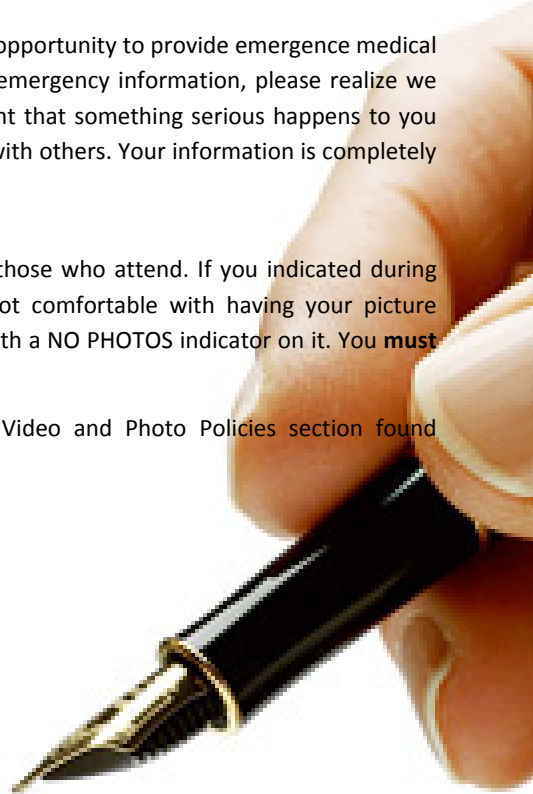 opportunity to provide emergence medical
emergency information, please realize we
nt that something serious happens to you
with others. Your information is completely
those who attend. If you indicated during
ot comfortable with having your picture
th a NO PHOTOS indicator on it. You must
Video and Photo Policies section found